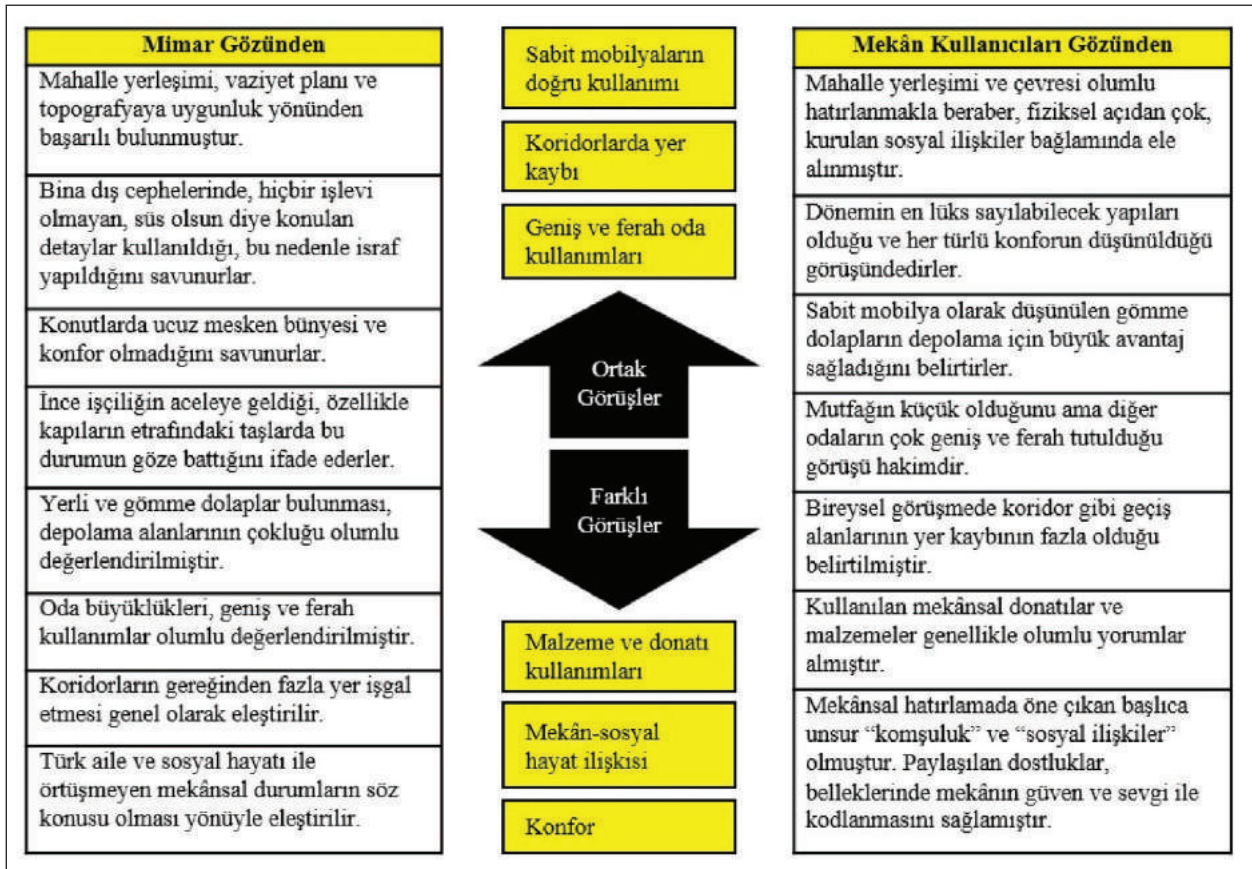 Mimar Gözünden
Mahalle yerleşimi, vaziyet planı ve
topografyaya uygunluk yönünden
başarılı bulunmuştur.
Bina dış cephelerinde, hiçbir işlevi
olmayan, süs olsun diye konulan
detaylar kullanıldığı, bu nedenle israf
yapıldığını savunurlar.
Konutlarda ucuz mesken bünyesi ve
konfor olmadığını savunurlar.
İnce işçiliğin aceleye geldiği, özellikle
kapıların etrafındaki taşlarda bu
durumun göze battığını ifade ederler.
Yerli ve gömme dolaplar bulunması,
depolama alanlarının çokluğu olumlu
değerlendirilmiştir.
Oda büyüklükleri, geniş ve ferah
kullanımlar olumlu değerlendirilmiştir.
Koridorların gereğinden fazla yer işgal
etmesi genel olarak eleştirilir.
Türk aile ve sosyal hayatı ile
örtüşmeyen mekânsal durumların söz
konusu olması yönüyle eleştirilir.
Sabit mobilyaların
doğru kullanımı
Koridorlarda yer
kaybı
Geniş ve ferah oda
kullanımları
Ortak
Görüşler
Farklı
Görüşler
Malzeme ve donatı
kullanımları
Mekân-sosyal
hayat ilişkisi
Konfor
Mekân Kullanıcıları Gözünden
Mahalle yerleşimi ve çevresi olumlu
hatırlanmakla beraber, fiziksel açıdan çok,
kurulan sosyal ilişkiler bağlamında ele
alınmıştır.
Dönemin en lüks sayılabilecek yapıları
olduğu ve her türlü konforun düşünüldüğü
görüşündedirler.
Sabit mobilya olarak düşünülen gömme
dolapların depolama için büyük avantaj
sağladığını belirtirler.
Mutfağın küçük olduğunu ama diğer
odaların çok geniş ve ferah tutulduğu
görüşü hakimdir.
Bireysel görüşmede koridor gibi geçiş
alanlarının yer kaybının fazla olduğu
belirtilmiştir.
Kullanılan mekânsal donatılar ve
malzemeler genellikle olumlu yorumlar
almıştır.
Mekânsal hatırlamada öne çıkan başlıca
unsur “komşuluk” ve “sosyal ilişkiler”
olmuştur. Paylaşılan dostluklar,
belleklerinde mekânın güven ve sevgi ile
kodlanmasını sağlamıştır.